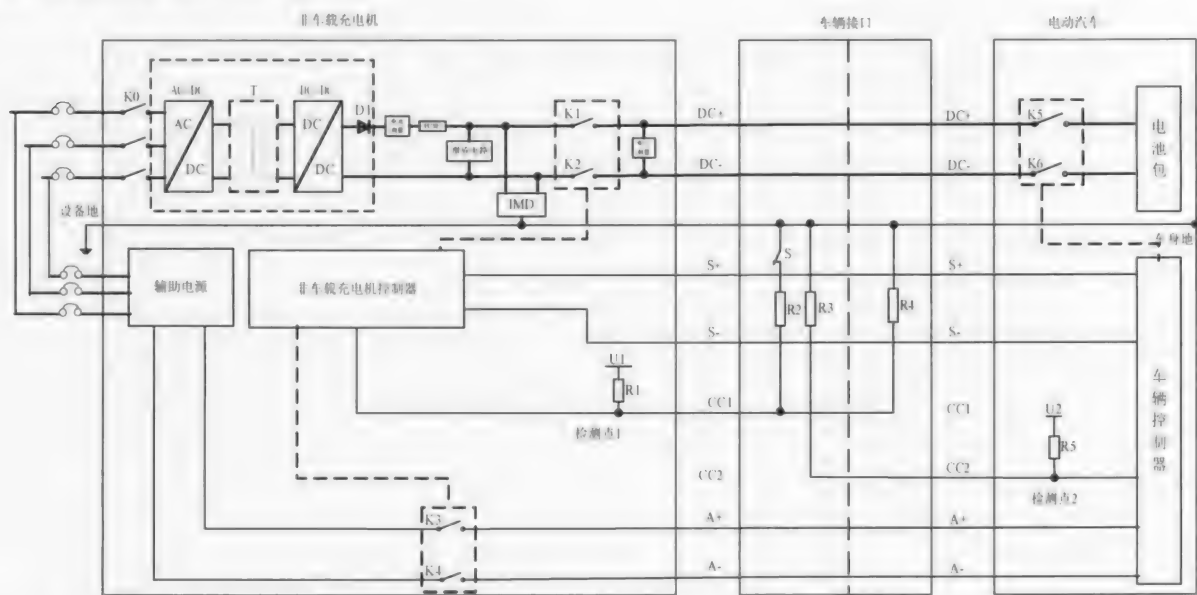 非车载充电机
车辆接口
电动汽车
K0
AC/DC
T
DC/DC
D1
AC
DC
DC
DC
K1
K2
IMD
DC+
DC-
DC+
DC-
K5
K6
电池包
设备地
车身地
辅助电源
非车载充电机控制器
S+
S-
S
R2
R3
R4
S+
S-
U1
R1
检测点1
CC1
CC1
CC2
CC2
U2
R5
检测点2
车辆控制器
K3
K4
A+
A-
A+
A-